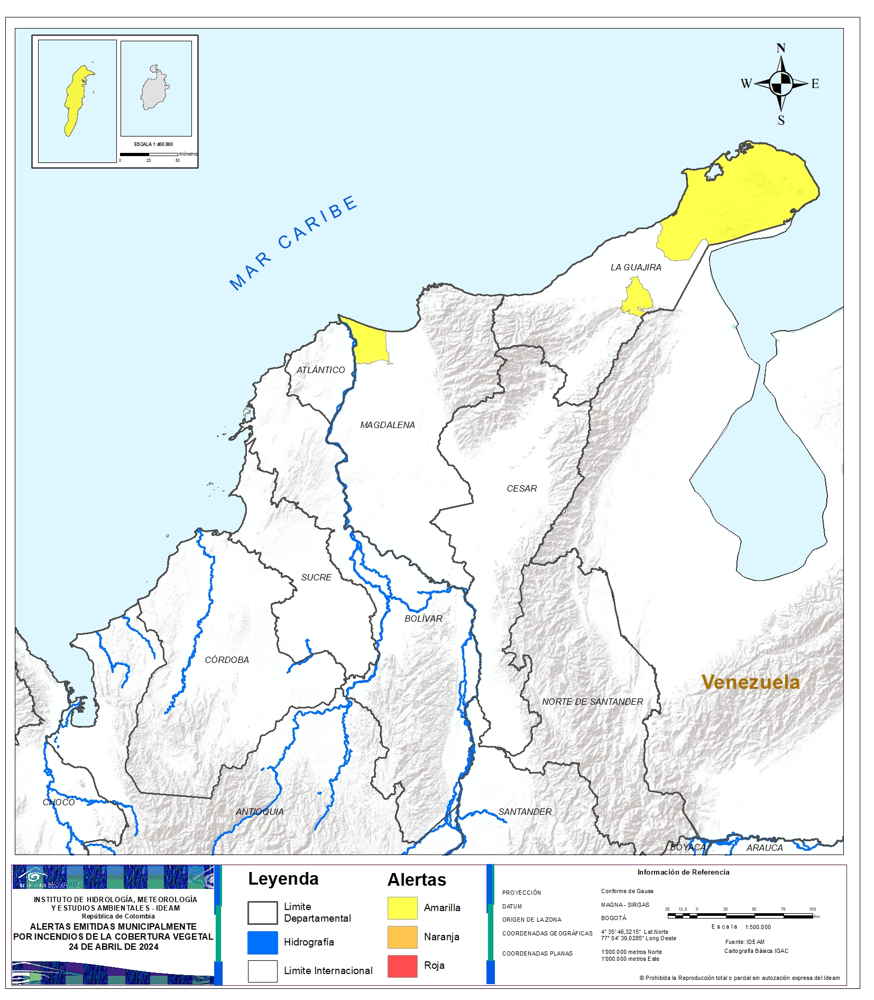 N
W
E
S
ESCALA 1:400.000
Kilómetros
0 25 50
MAR CARIBE
LA GUAJIRA
ATLÁNTICO
MAGDALENA
CESAR
SUCRE
BOLÍVAR
CÓRDOBA
Venezuela
NORTE DE SANTANDER
CHOCÓ
ANTIOQUIA
SANTANDER
BOYACÁ
ARAUCA
IDEAM
INSTITUTO DE HIDROLOGÍA, METEOROLOGÍA
Y ESTUDIOS AMBIENTALES - IDEAM
República de Colombia
ALERTAS EMITIDAS MUNICIPALMENTE
POR INCENDIOS DE LA COBERTURA VEGETAL
24 DE ABRIL DE 2024
Leyenda
Limite
Departamental
Hidrografía
Limite Internacional
Alertas
Amarilla
Naranja
Roja
Información de Referencia
PROYECCIÓN Conforme de Gauss
DATUM MAGNA - SIRGAS
ORIGEN DE LA ZONA BOGOTÁ
COORDENADAS GEOGRÁFICAS 4° 35' 46,3215" Lat.Norte
77° 04' 39,0285" Long.Oeste
COORDENADAS PLANAS 1'000.000 metros Norte
1'000.000 metros Este
25 12,5 0 25 50 75 100
Km
Escala 1:500.000
Fuente: IDEAM
Cartografía Básica IGAC
© Prohibida la Reproducción total o parcial sin autozación expresa del Ideam